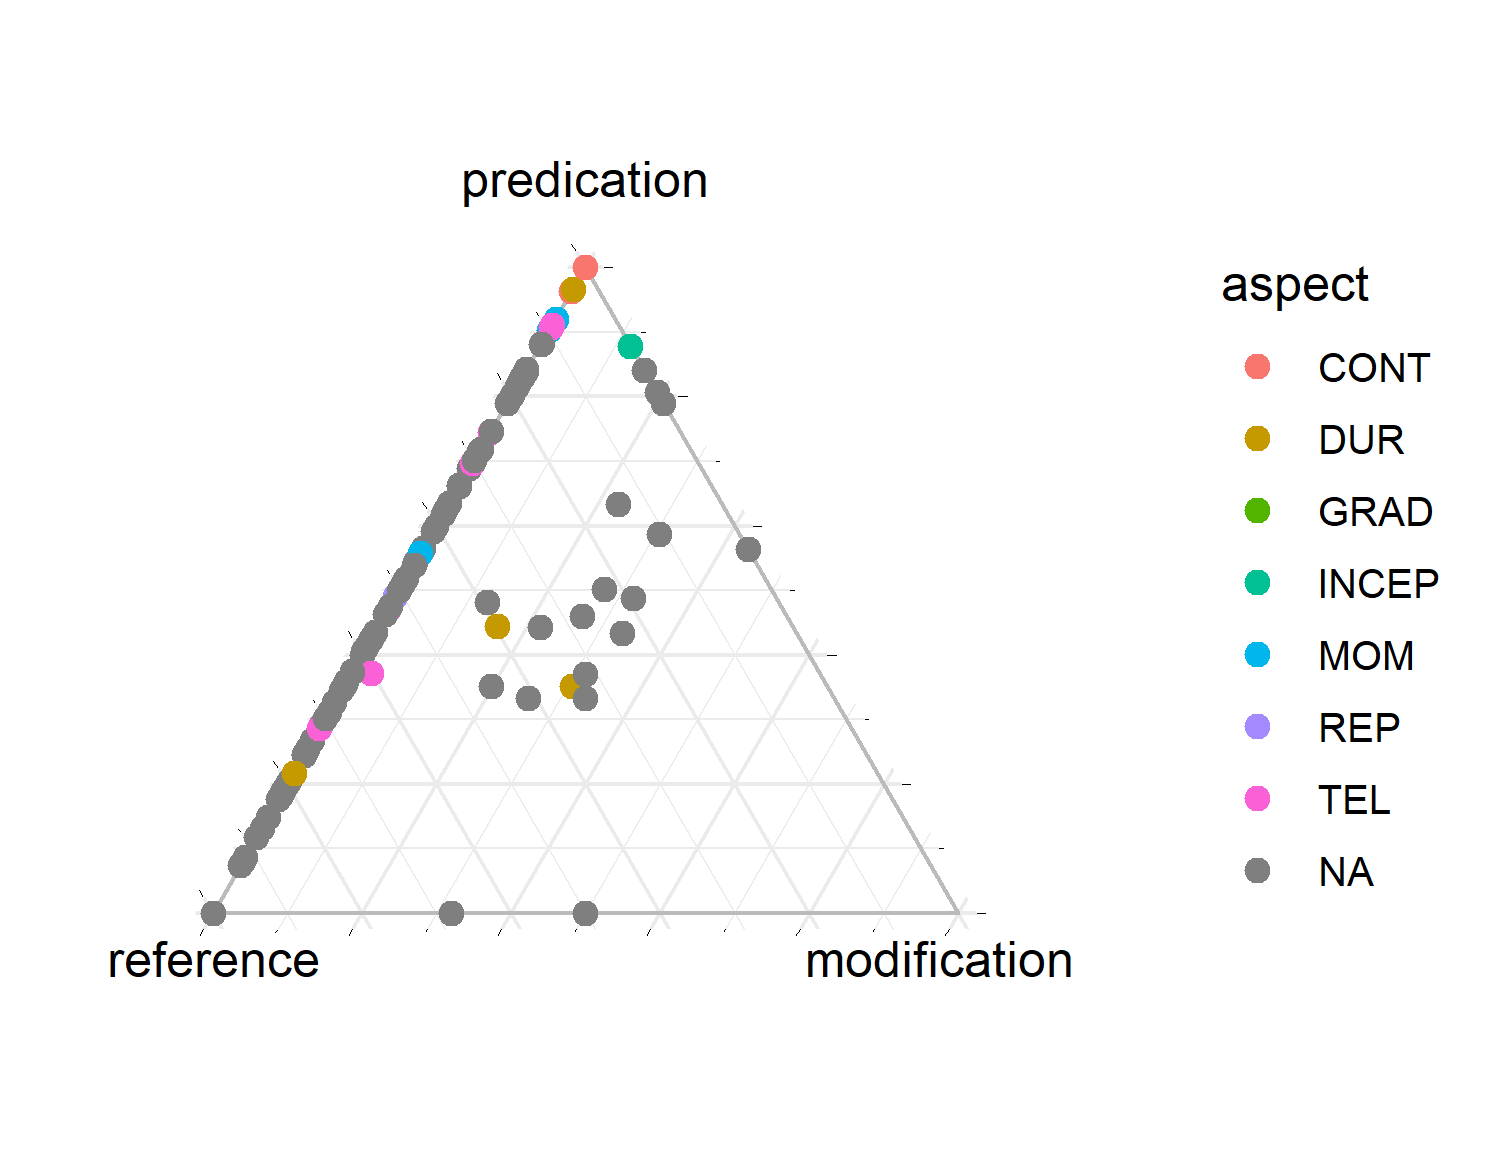 predication
aspect
CONT
DUR
GRAD
INCEP
MOM
REP
TEL
NA
reference
modification